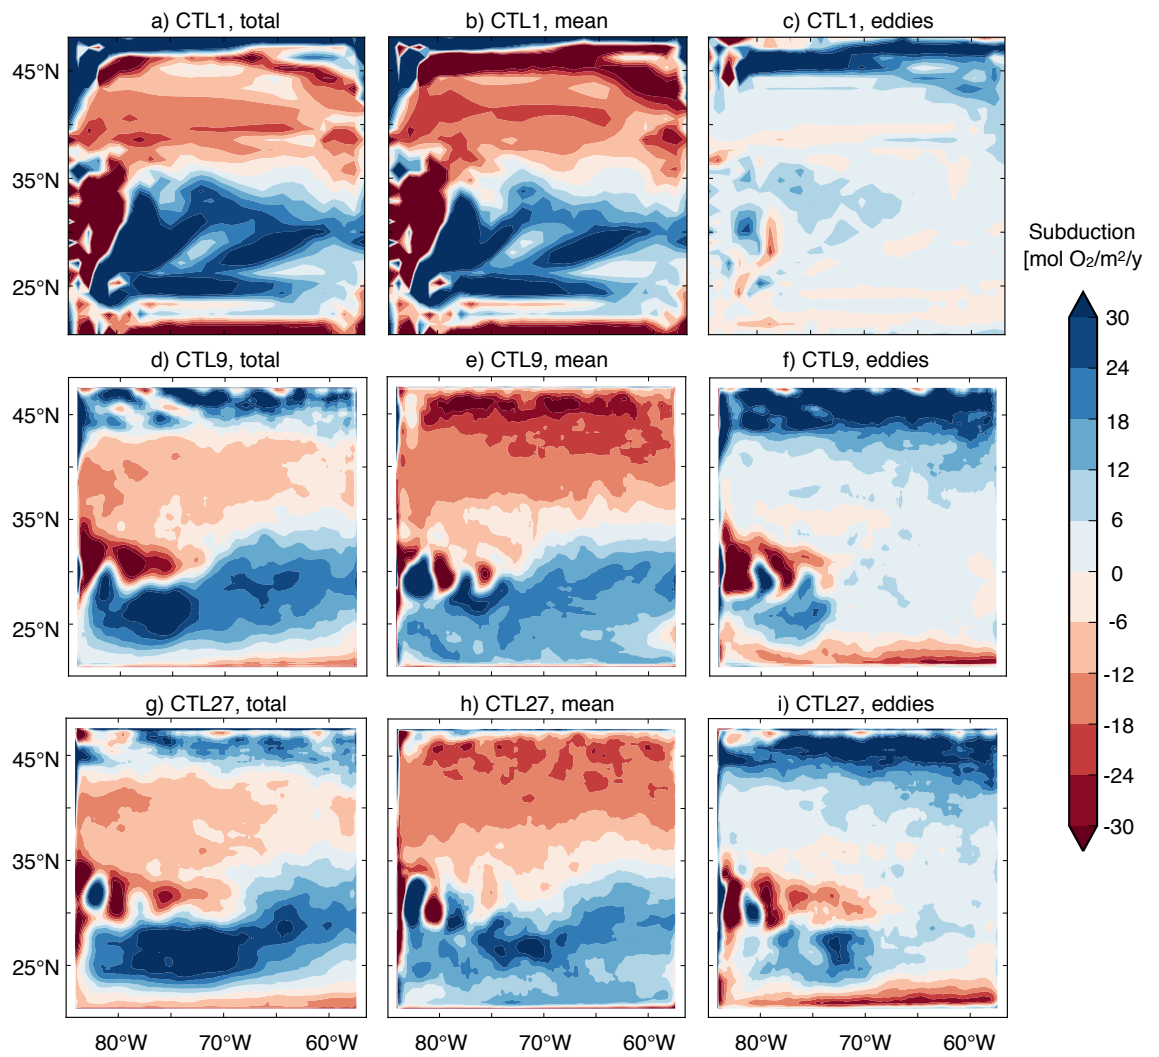 a) CTL1, total
b) CTL1, mean
c) CTL1, eddies
45°N
35°N
25°N
d) CTL9, total
e) CTL9, mean
f) CTL9, eddies
45°N
35°N
25°N
g) CTL27, total
h) CTL27, mean
i) CTL27, eddies
45°N
35°N
25°N
80°W
70°W
60°W
80°W
70°W
60°W
80°W
70°W
60°W
Subduction
[mol O₂/m²/y
30
24
18
12
6
0
-6
-12
-18
-24
-30